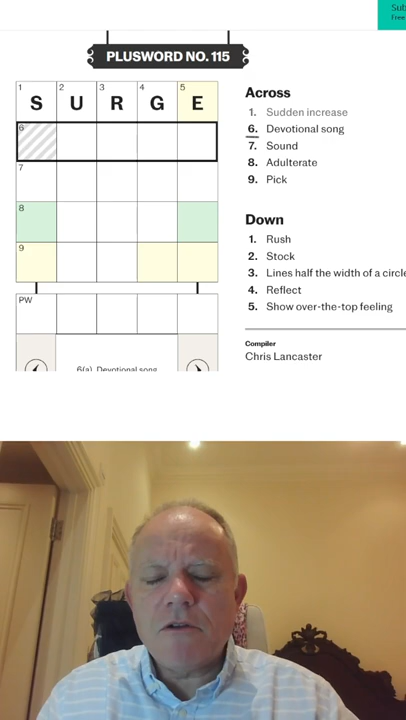 Sub
Free
PLUSWORD NO. 115
1 2 3 4 5
S U R G E
6
7
8
9
PW
6(a) Devotional song
Across
1. Sudden increase
6. Devotional song
7. Sound
8. Adulterate
9. Pick
Down
1. Rush
2. Stock
3. Lines half the width of a circle
4. Reflect
5. Show over-the-top feeling
Compiler
Chris Lancaster